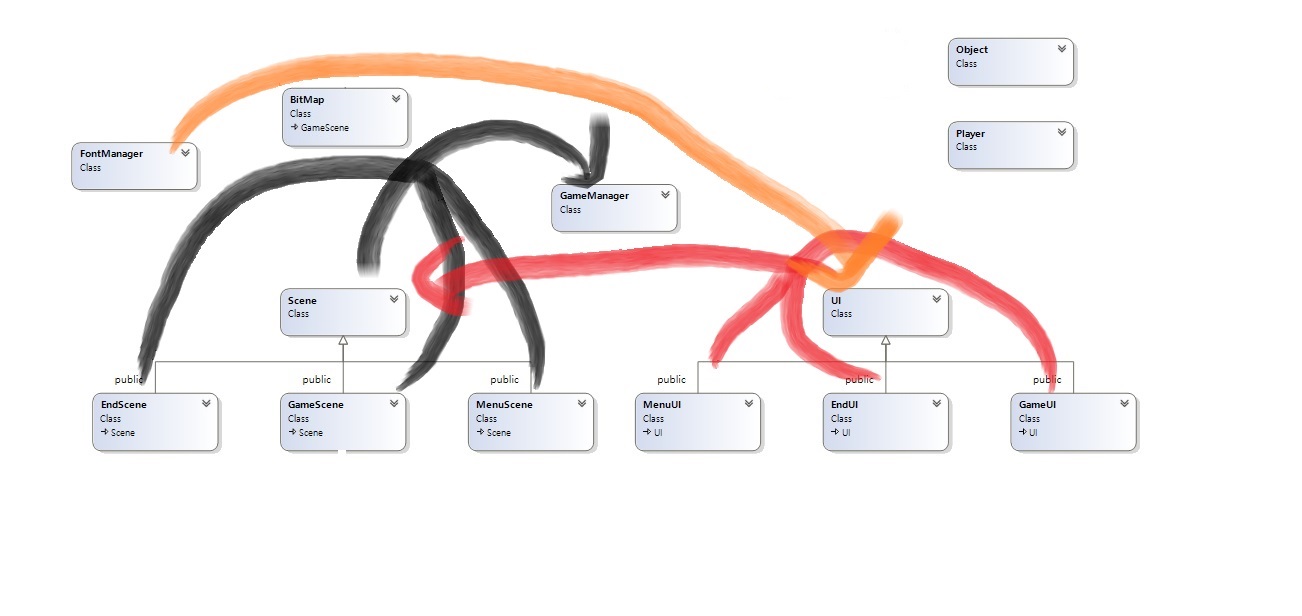 Object
Class
BitMap
Class
GameScene
Player
Class
FontManager
Class
GameManager
Class
Scene
Class
UI
Class
public
public
public
public
public
public
EndScene
Class
Scene
GameScene
Class
Scene
MenuScene
Class
Scene
MenuUI
Class
UI
EndUI
Class
UI
GameUI
Class
UI